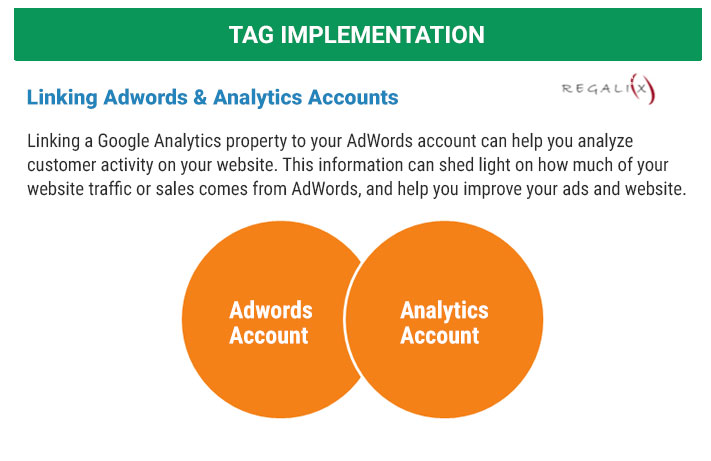 TAG IMPLEMENTATION
REGALIX
Linking Adwords & Analytics Accounts
Linking a Google Analytics property to your AdWords account can help you analyze
customer activity on your website. This information can shed light on how much of your
website traffic or sales comes from AdWords, and help you improve your ads and website.
Adwords
Account
Analytics
Account